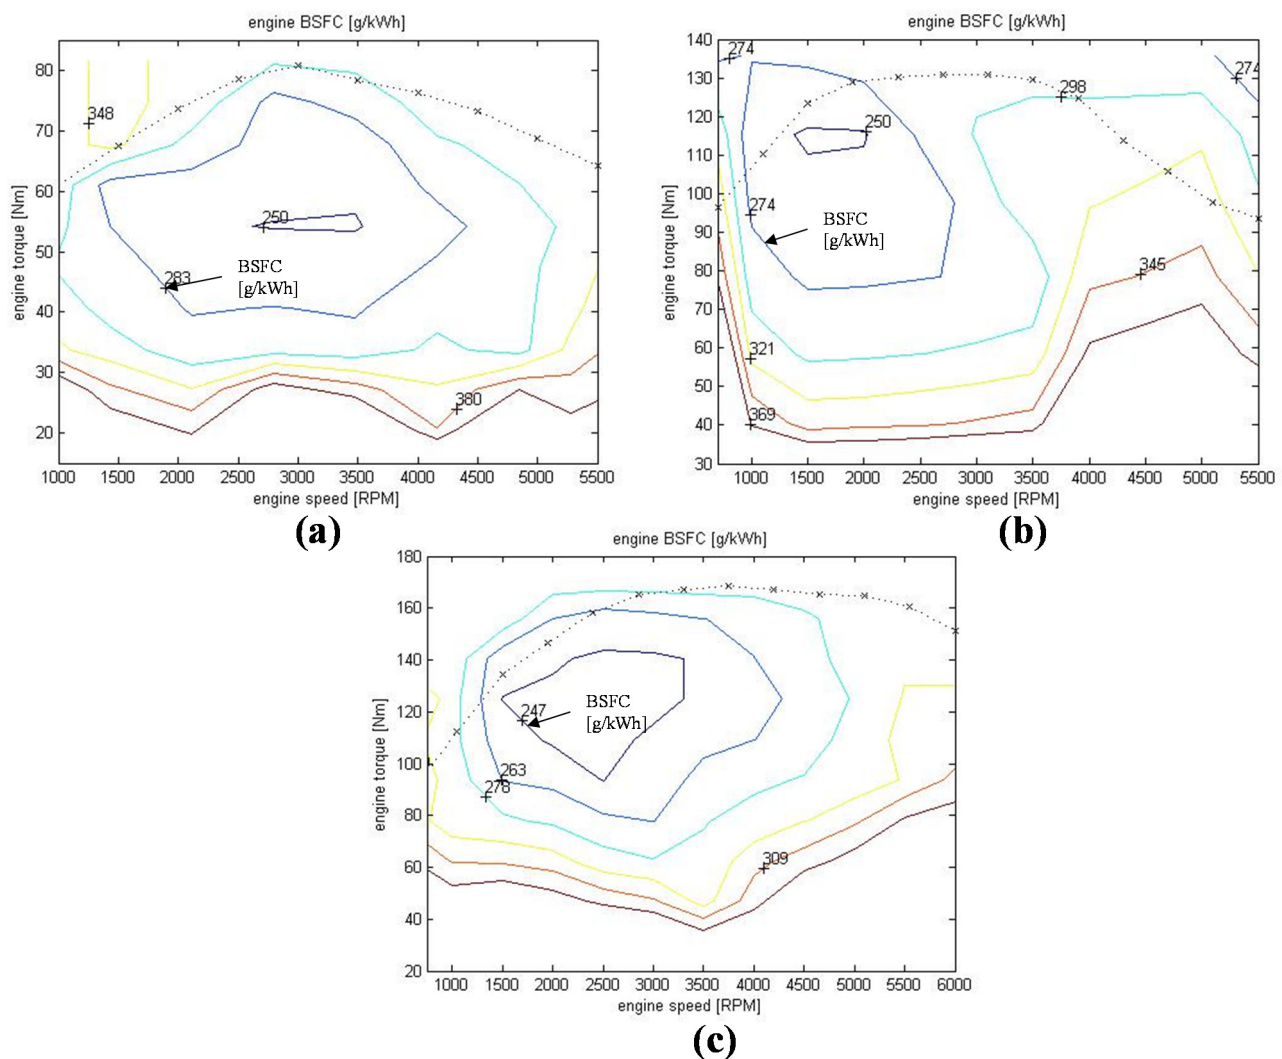 engine BSFC [g/kWh]
80
70
60
50
40
30
20
engine torque [Nm]
348
250
283
380
BSFC
[g/kWh]
1000 1500 2000 2500 3000 3500 4000 4500 5000 5500
engine speed [RPM]
(a)
engine BSFC [g/kWh]
140
130
120
110
100
90
80
70
60
50
40
30
engine torque [Nm]
274
274
298
250
274
BSFC
[g/kWh]
345
321
369
1000 1500 2000 2500 3000 3500 4000 4500 5000 5500
engine speed [RPM]
(b)
engine BSFC [g/kWh]
180
160
140
120
100
80
60
40
20
engine torque [Nm]
247
BSFC
[g/kWh]
263
278
309
1000 1500 2000 2500 3000 3500 4000 4500 5000 5500 6000
engine speed [RPM]
(c)